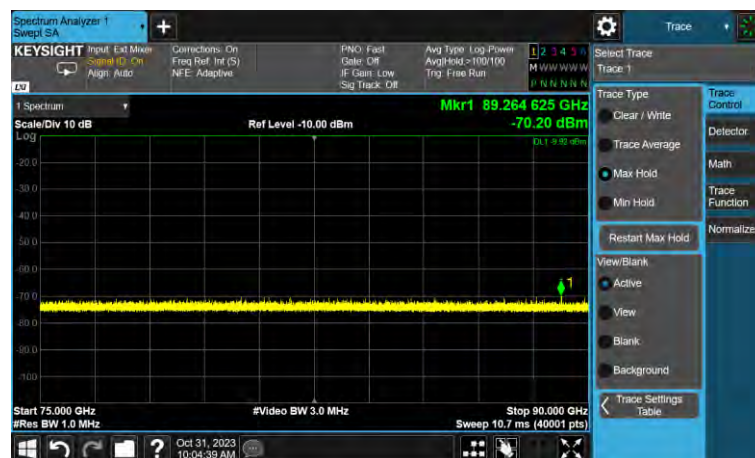 Spectrum Analyzer 1
Swept SA
Trace
KEYSIGHT
Input: Ext Mixer
Signal ID: On
Align: Auto
Corrections: On
Freq Ref: Int (S)
NFE: Adaptive
PNO: Fast
Gate: Off
IF Gain: Low
Sig Track: Off
Avg Type: Log-Power
Avg|Hold:>100/100
Trig: Free Run
1 2 3 4 5 6
M W W W W W
P N N N N N
LXI
Select Trace
Trace 1
1 Spectrum
Scale/Div 10 dB
Ref Level -10.00 dBm
Mkr1 89.264 625 GHz
-70.20 dBm
Log
-20.0
-30.0
-40.0
-50.0
-60.0
-70.0
-80.0
-90.0
-100
1
Start 75.000 GHz
#Video BW 3.0 MHz
Stop 90.000 GHz
#Res BW 1.0 MHz
Sweep 10.7 ms (40001 pts)
Trace Type
Clear / Write
Trace Average
Max Hold
Min Hold
Restart Max Hold
View/Blank
Active
View
Blank
Background
Trace Settings
Table
Trace
Control
Detector
Math
Trace
Function
Normalize
?
Oct 31, 2023
10:04:39 AM